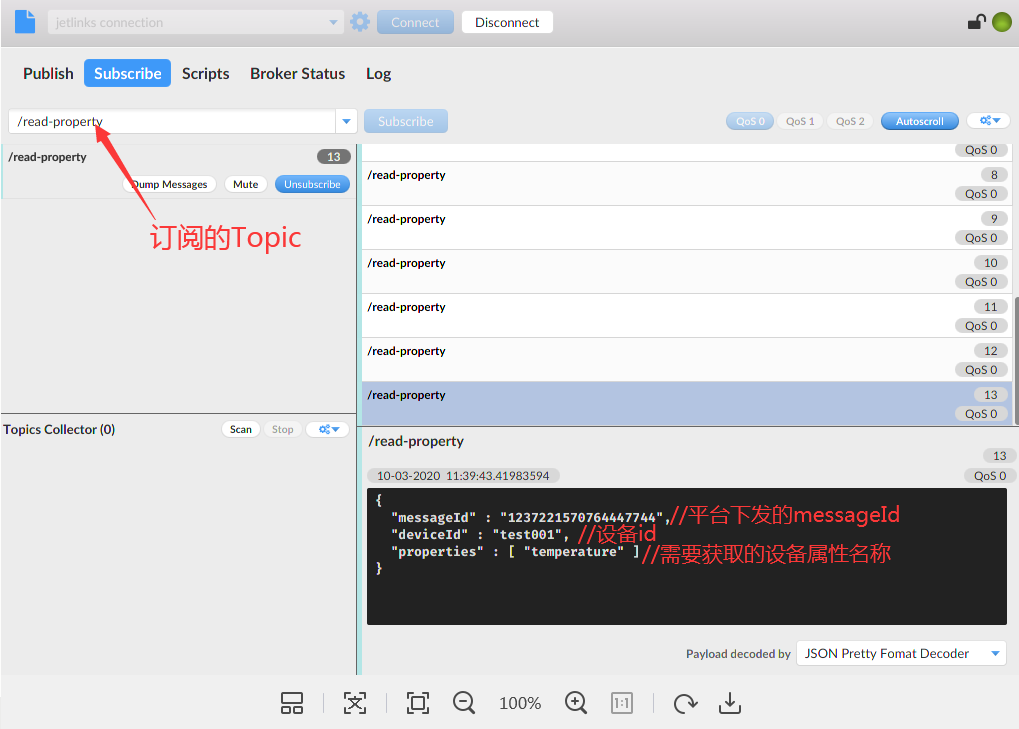 jetlinks connection
Connect
Disconnect
Publish
Subscribe
Scripts
Broker Status
Log
/read-property
Subscribe
QoS 0
QoS 1
QoS 2
Autoscroll
/read-property
13
Dump Messages
Mute
Unsubscribe
订阅的Topic
QoS 0
/read-property
8
QoS 0
/read-property
9
QoS 0
/read-property
10
QoS 0
/read-property
11
QoS 0
/read-property
12
QoS 0
/read-property
13
QoS 0
Topics Collector (0)
Scan
Stop
/read-property
13
10-03-2020 11:39:43.41983594
QoS 0
{
"messageId" : "1237221570764447744", //平台下发的messageId
"deviceId" : "test001", //设备id
"properties" : [ "temperature" ] //需要获取的设备属性名称
}
Payload decoded by
JSON Pretty Fomat Decoder
100%
1:1